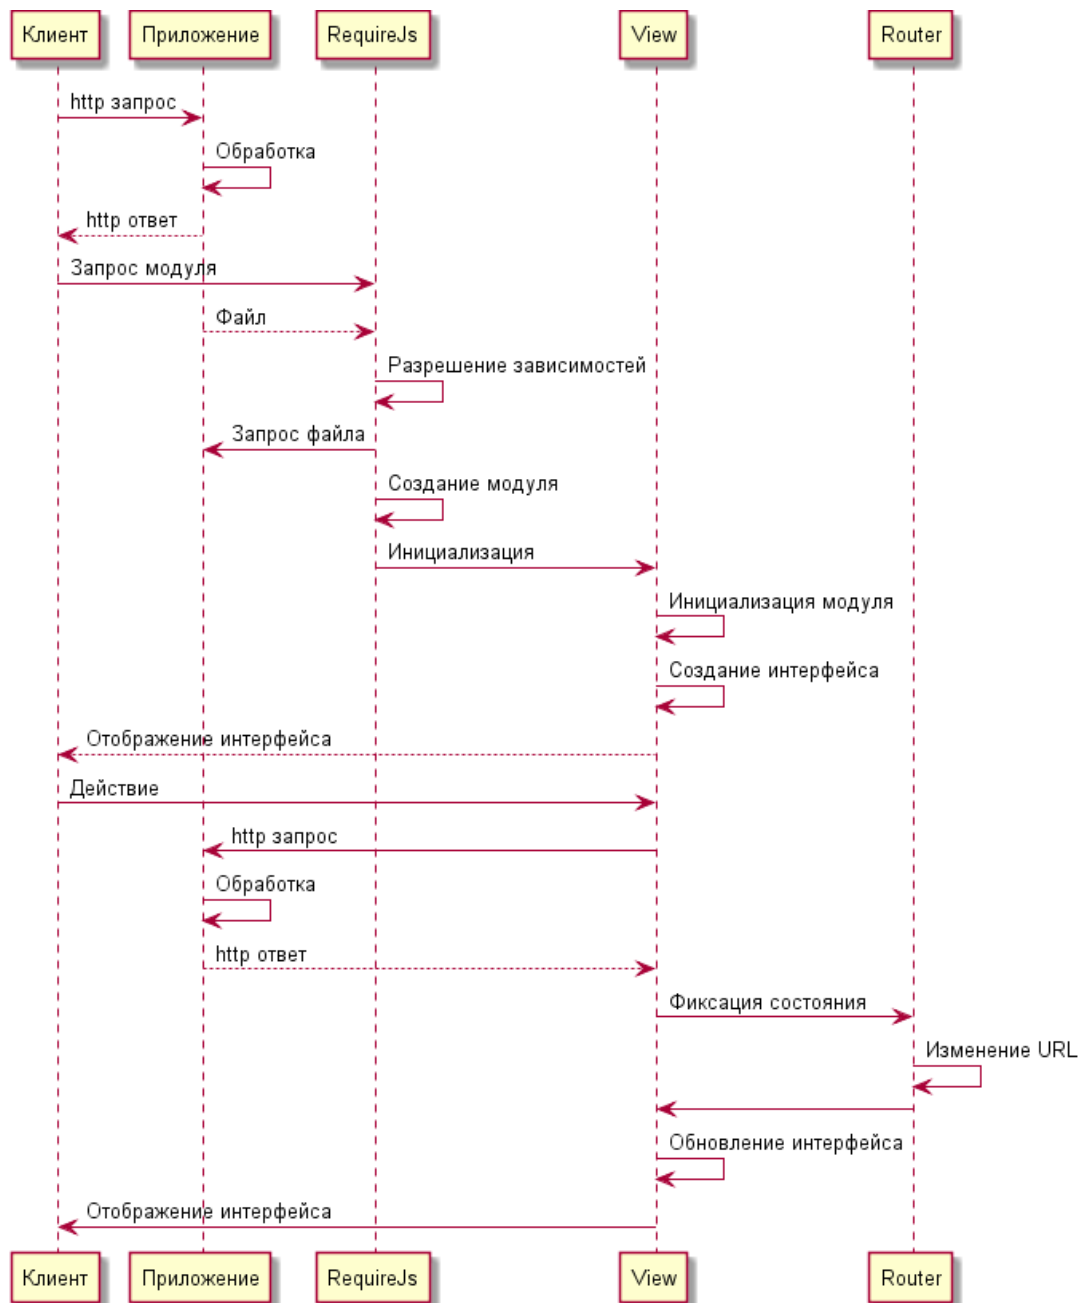 Клиент
Приложение
RequireJs
View
Router
http запрос
Обработка
http ответ
Запрос модуля
Файл
Разрешение зависимостей
Запрос файла
Создание модуля
Инициализация
Инициализация модуля
Создание интерфейса
Отображение интерфейса
Действие
http запрос
Обработка
http ответ
Фиксация состояния
Изменение URL
Обновление интерфейса
Отображение интерфейса
Клиент
Приложение
RequireJs
View
Router